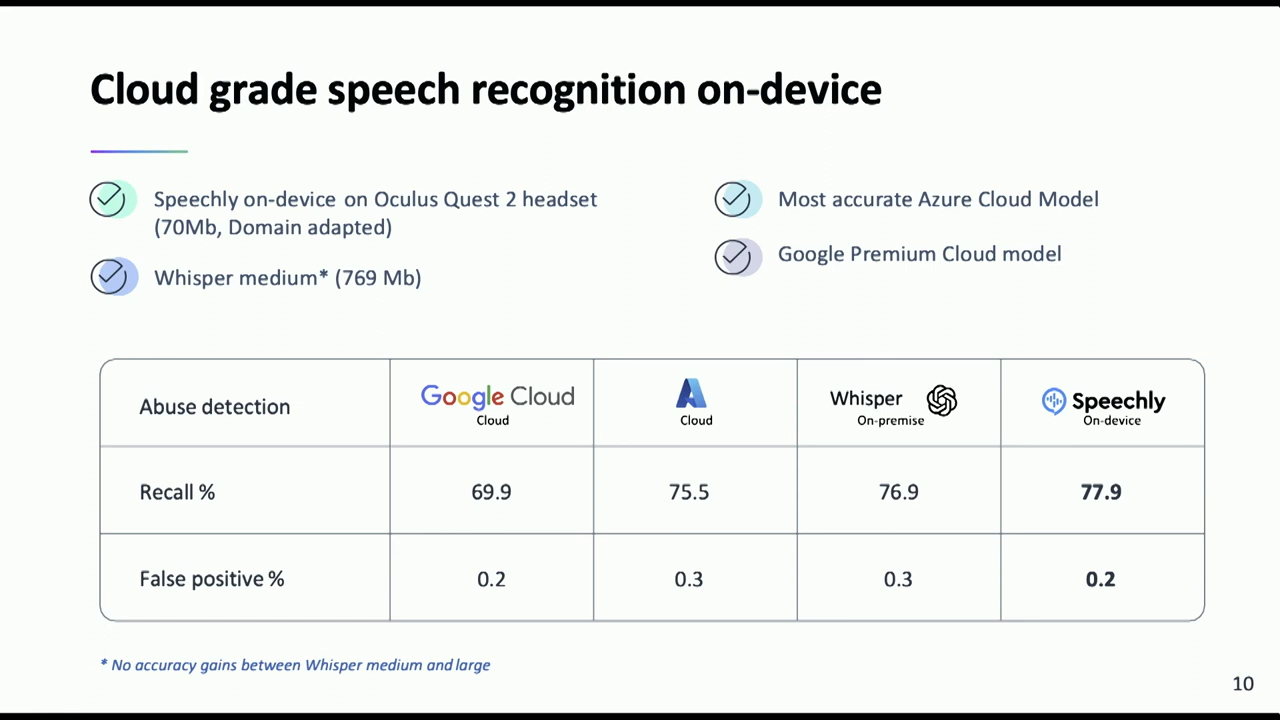 Cloud grade speech recognition on-device
Speechly on-device on Oculus Quest 2 headset
(70Mb, Domain adapted)
Whisper medium* (769 Mb)
Most accurate Azure Cloud Model
Google Premium Cloud model
Abuse detection
Google Cloud
Cloud
Cloud
Whisper
On-premise
Speechly
On-device
Recall % 69.9 75.5 76.9 77.9
False positive % 0.2 0.3 0.3 0.2
* No accuracy gains between Whisper medium and large
10